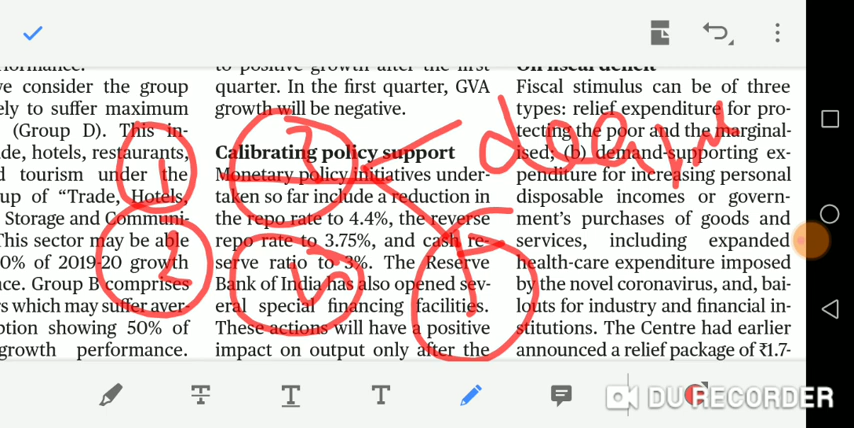 ve consider the group
ely to suffer maximum
(Group D). This in-
de, hotels, restaurants,
d tourism under the
up of “Trade, Hotels,
Storage and Communi-
This sector may be able
0% of 2019-20 growth
nce. Group B comprises
rs which may suffer aver-
ption showing 50% of
growth performance.
to positive growth after the first
quarter. In the first quarter, GVA
growth will be negative.
Calibrating policy support
Monetary policy initiatives under-
taken so far include a reduction in
the repo rate to 4.4%, the reverse
repo rate to 3.75%, and cash re-
serve ratio to 3%. The Reserve
Bank of India has also opened sev-
eral special financing facilities.
These actions will have a positive
impact on output only after the
On fiscal deficit
Fiscal stimulus can be of three
types: relief expenditure for pro-
tecting the poor and the marginal-
ised; (b) demand-supporting ex-
penditure for increasing personal
disposable incomes or govern-
ment’s purchases of goods and
services, including expanded
health-care expenditure imposed
by the novel coronavirus, and, bai-
louts for industry and financial in-
stitutions. The Centre had earlier
announced a relief package of ₹1.7-
1
2
T
T
T
DU RECORDER